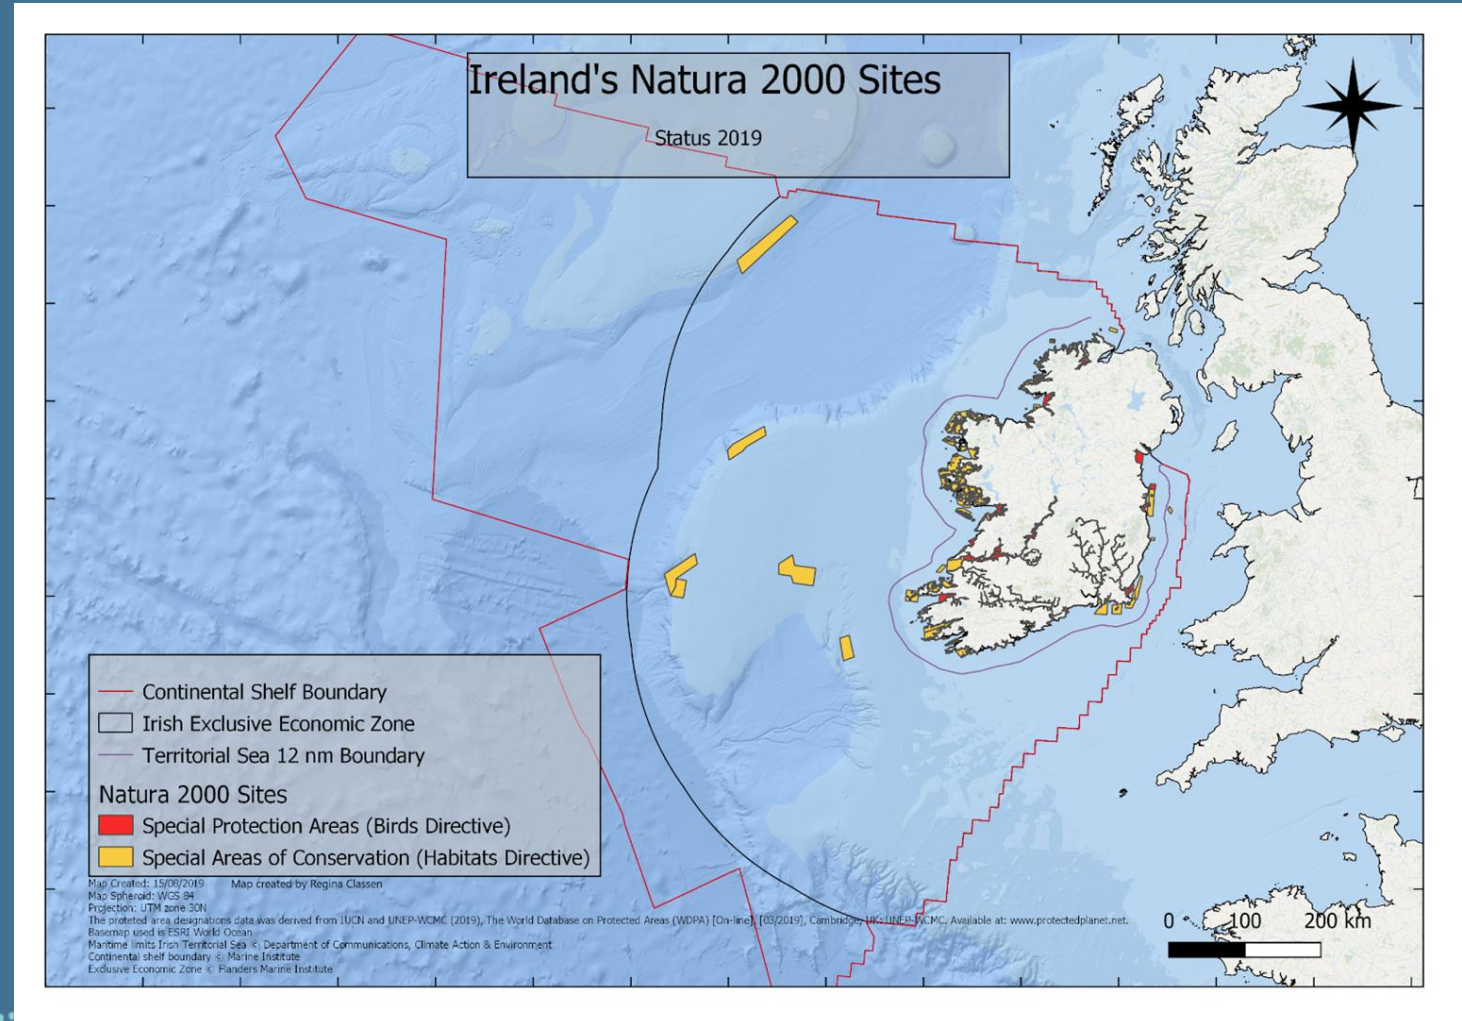 Ireland's Natura 2000 Sites
Status 2019
Continental Shelf Boundary
Irish Exclusive Economic Zone
Territorial Sea 12 nm Boundary
Natura 2000 Sites
Special Protection Areas (Birds Directive)
Special Areas of Conservation (Habitats Directive)
Map Created: 15/08/2019 Map created by Regina Classen
Map Spheroid: WGS 84
Projection: UTM zone 30N
The proteted area designations data was derived from IUCN and UNEP-WCMC (2019), The World Database on Protected Areas (WDPA) [On-line], [03/2019], Cambridge, UK: UNEP-WCMC. Available at: www.protectedplanet.net.
Basemap used is ESRI World Ocean
Maritime limits Irish Territorial Sea © Department of Communications, Climate Action & Environment
Continental shelf boundary © Marine Institute
Exclusive Economic Zone © Flanders Marine Institute
0 100 200 km